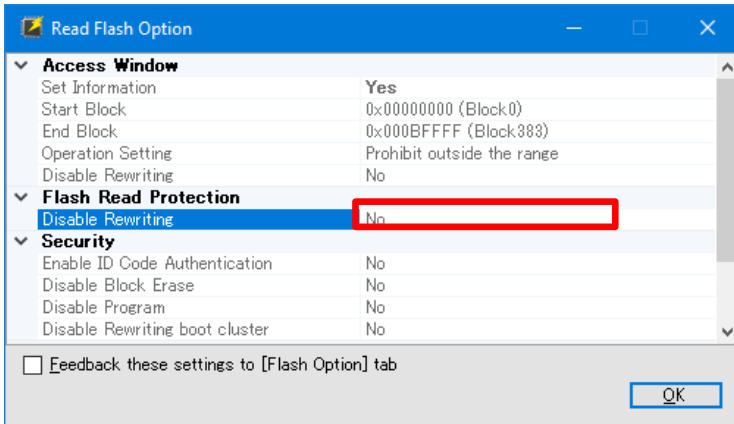 Read Flash Option
Access Window
Set Information Yes
Start Block 0x00000000 (Block0)
End Block 0x000BFFFF (Block383)
Operation Setting Prohibit outside the range
Disable Rewriting No
Flash Read Protection
Disable Rewriting No
Security
Enable ID Code Authentication No
Disable Block Erase No
Disable Program No
Disable Rewriting boot cluster No
Feedback these settings to [Flash Option] tab
OK